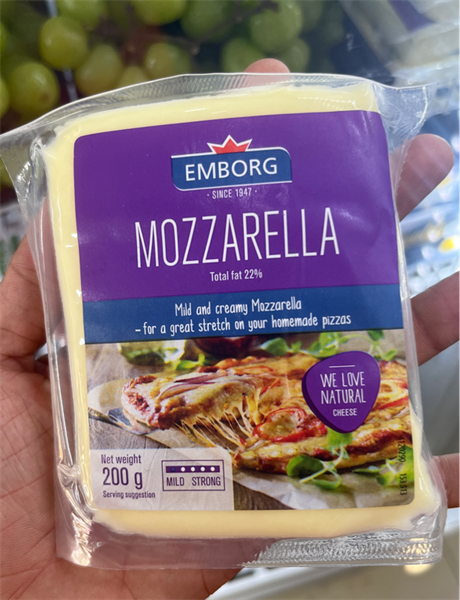 EMBORG
· SINCE 1947 ·
MOZZARELLA
Total fat 22%
Mild and creamy Mozzarella
– for a great stretch on your homemade pizzas
WE LOVE
NATURAL
CHEESE
Net weight
200 g
Serving suggestion
MILD STRONG